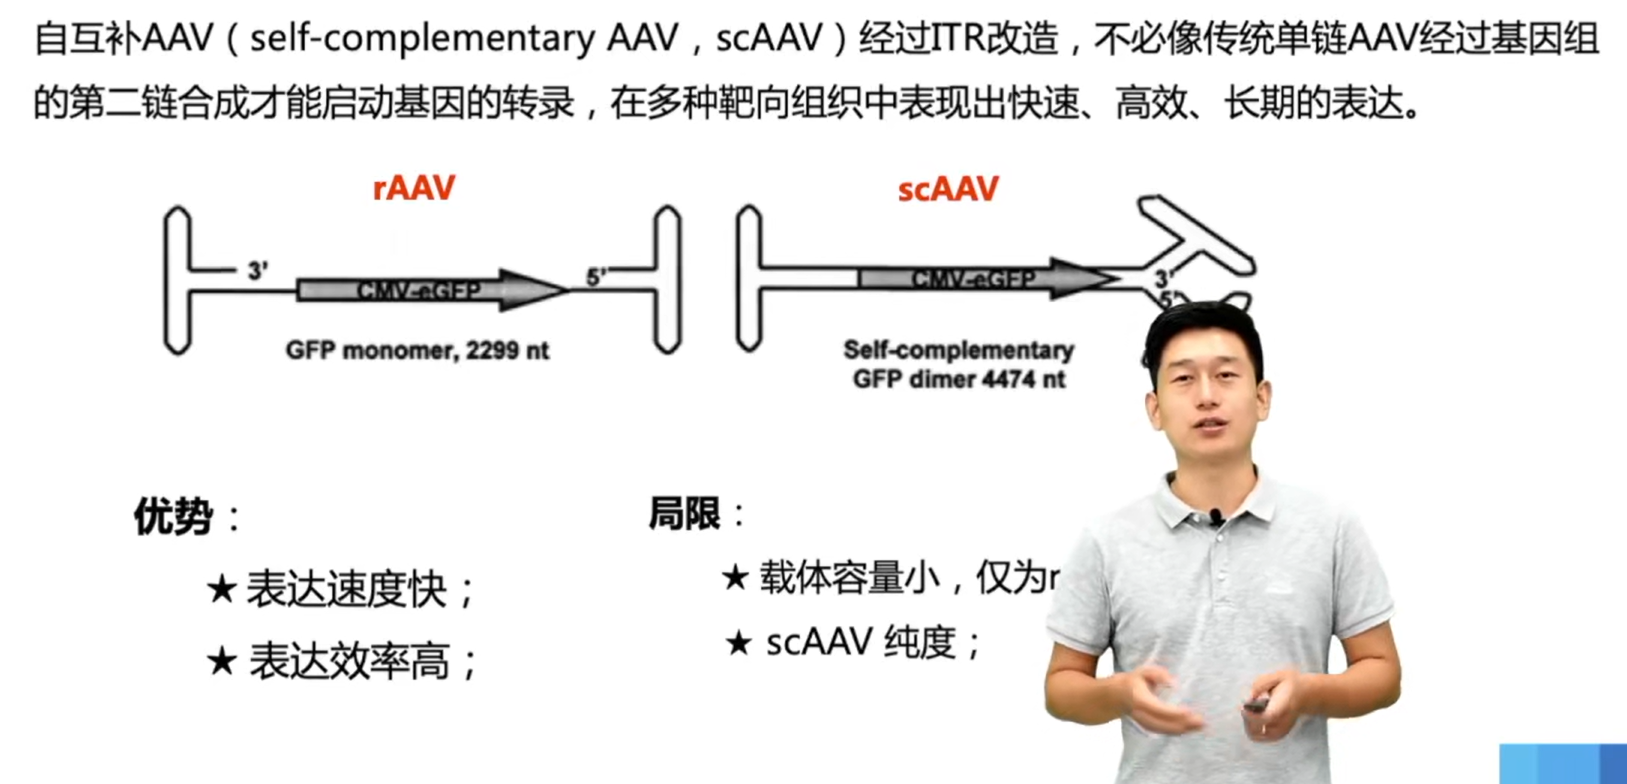 自互补AAV（self-complementary AAV，scAAV）经过ITR改造，不必像传统单链AAV经过基因组
的第二链合成才能启动基因的转录，在多种靶向组织中表现出快速、高效、长期的表达。
rAAV
scAAV
3'
CMV-eGFP
5'
GFP monomer, 2299 nt
CMV-eGFP
3'
5'
Self-complementary
GFP dimer 4474 nt
优势：
★ 表达速度快；
★ 表达效率高；
局限：
★ 载体容量小，仅为r
★ scAAV 纯度；